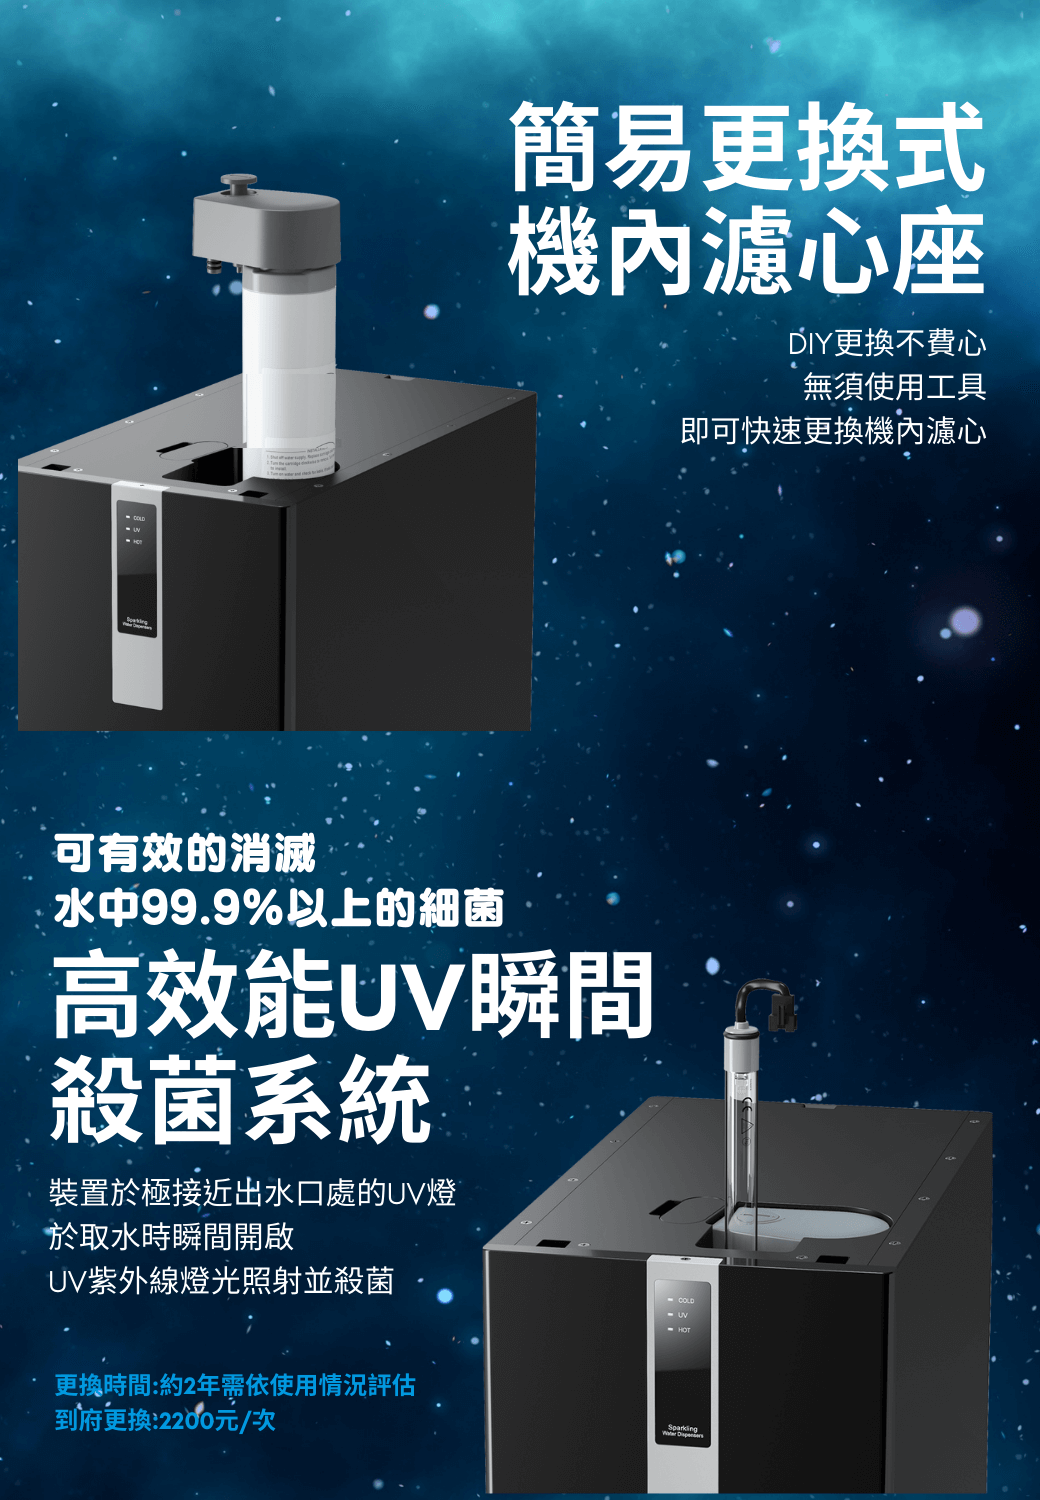 簡易更換式
機內濾心座
DIY更換不費心
無須使用工具
即可快速更換機內濾心
COLD
UV
HOT
Sparkling
Water Dispensers
可有效的消滅
水中99.9%以上的細菌
高效能UV瞬間
殺菌系統
裝置於極接近出水口處的UV燈
於取水時瞬間開啟
UV紫外線燈光照射並殺菌
更換時間:約2年需依使用情況評估
到府更換:2200元/次
CE
COLD
UV
HOT
Sparkling
Water Dispensers